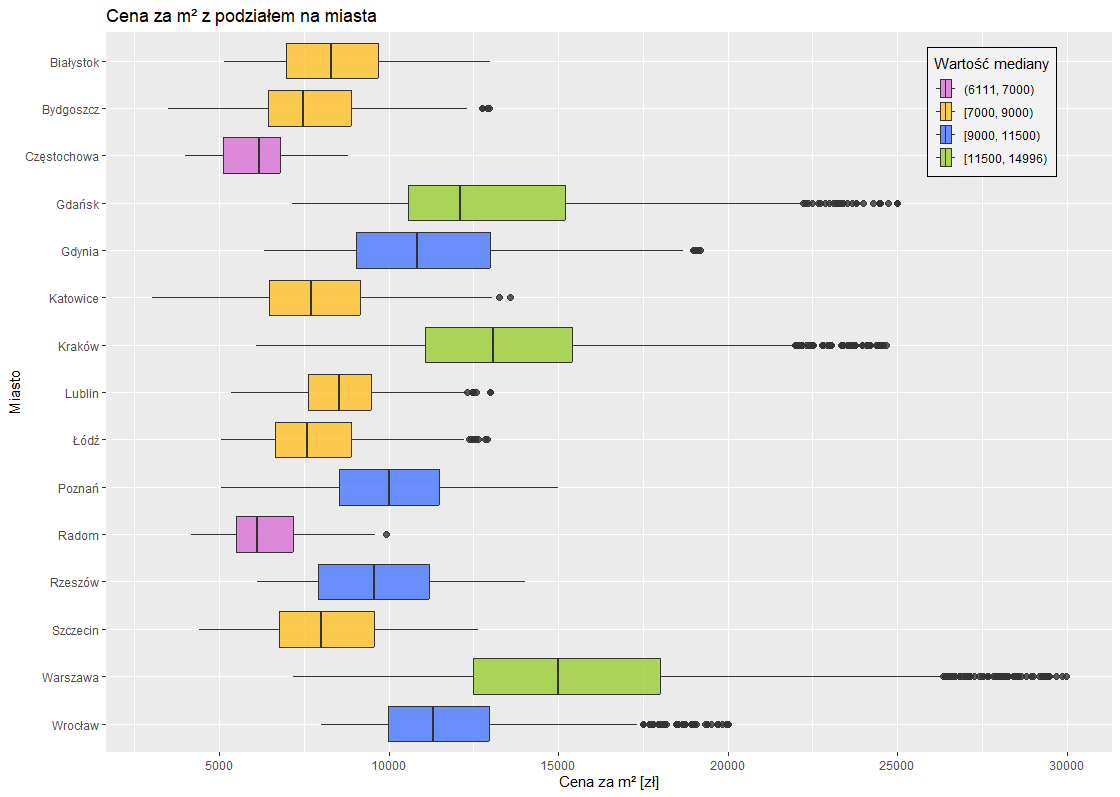 Cena za m² z podziałem na miasta
Wartość mediany
(6111, 7000)
[7000, 9000)
[9000, 11500)
[11500, 14996)
Miasto
Białystok
Bydgoszcz
Częstochowa
Gdańsk
Gdynia
Katowice
Kraków
Lublin
Łódź
Poznań
Radom
Rzeszów
Szczecin
Warszawa
Wrocław
5000 10000 15000 20000 25000 30000
Cena za m² [zł]